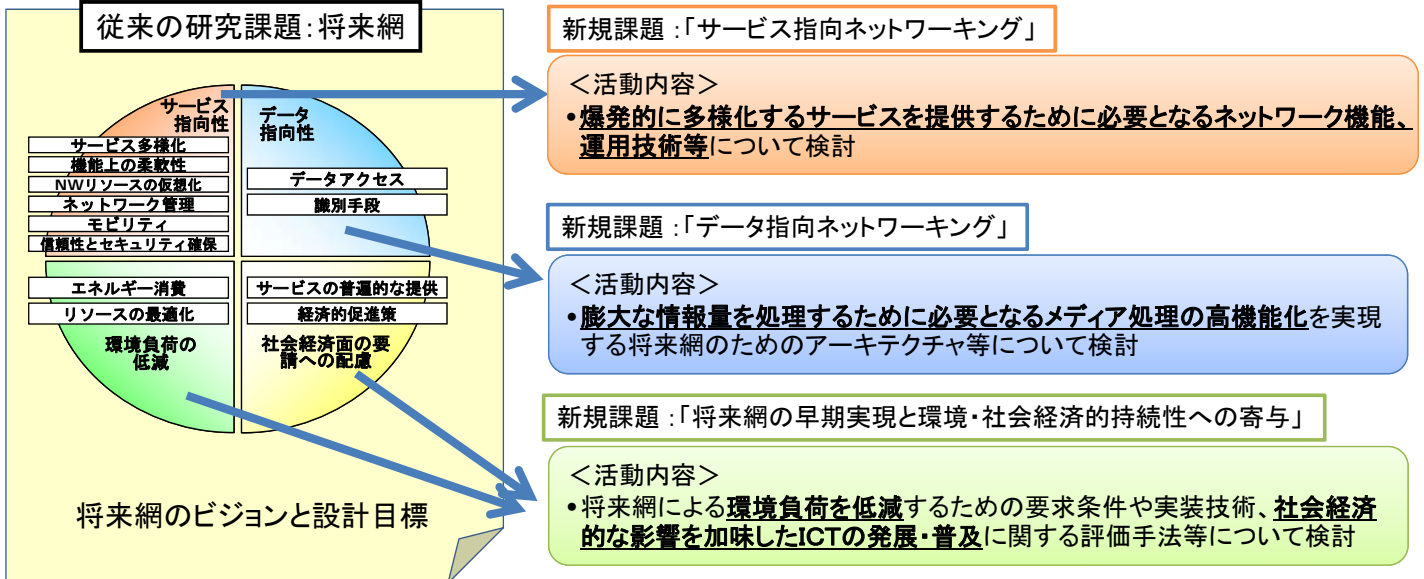 従来の研究課題:将来網
サービス
指向性
サービス多様化
機能上の柔軟性
NWリソースの仮想化
ネットワーク管理
モビリティ
信頼性とセキュリティ確保
データ
指向性
データアクセス
識別手段
エネルギー消費
リソースの最適化
環境負荷の
低減
サービスの普遍的な提供
経済的促進策
社会経済面の要
請への配慮
将来網のビジョンと設計目標
新規課題:「サービス指向ネットワーキング」
＜活動内容＞
•爆発的に多様化するサービスを提供するために必要となるネットワーク機能、
運用技術等について検討
新規課題:「データ指向ネットワーキング」
＜活動内容＞
•膨大な情報量を処理するために必要となるメディア処理の高機能化を実現
する将来網のためのアーキテクチャ等について検討
新規課題:「将来網の早期実現と環境・社会経済的持続性への寄与」
＜活動内容＞
•将来網による環境負荷を低減するための要求条件や実装技術、社会経済
的な影響を加味したICTの発展・普及に関する評価手法等について検討